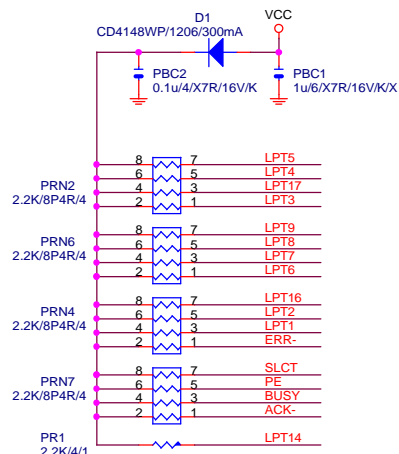 D1
VCC
CD4148WP/1206/300mA
PBC2
0.1u/4/X7R/16V/K
PBC1
1u/6/X7R/16V/K/X
8 7 LPT5
6 5 LPT4
PRN2 4 3 LPT17
2.2K/8P4R/4 2 1 LPT3
8 7 LPT9
6 5 LPT8
PRN6 4 3 LPT7
2.2K/8P4R/4 2 1 LPT6
8 7 LPT16
6 5 LPT2
PRN4 4 3 LPT1
2.2K/8P4R/4 2 1 ERR-
8 7 SLCT
6 5 PE
PRN7 4 3 BUSY
2.2K/8P4R/4 2 1 ACK-
PR1 LPT14
2.2K/4/1